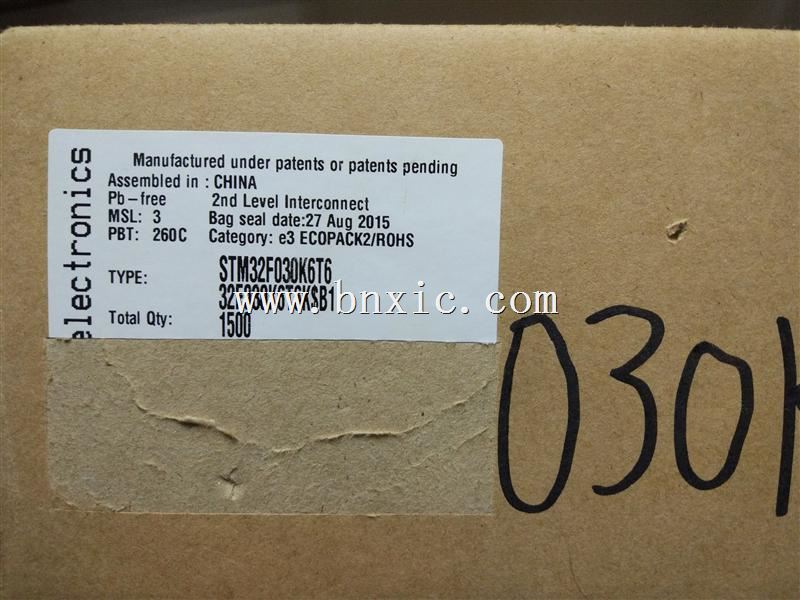 electronics
Manufactured under patents or patents pending
Assembled in : CHINA
Pb-free 2nd Level Interconnect
MSL: 3 Bag seal date:27 Aug 2015
PBT: 260C Category: e3 ECOPACK2/ROHS
TYPE: STM32F030K6T6
www.bnxic.com
Total Qty: 1500
030K